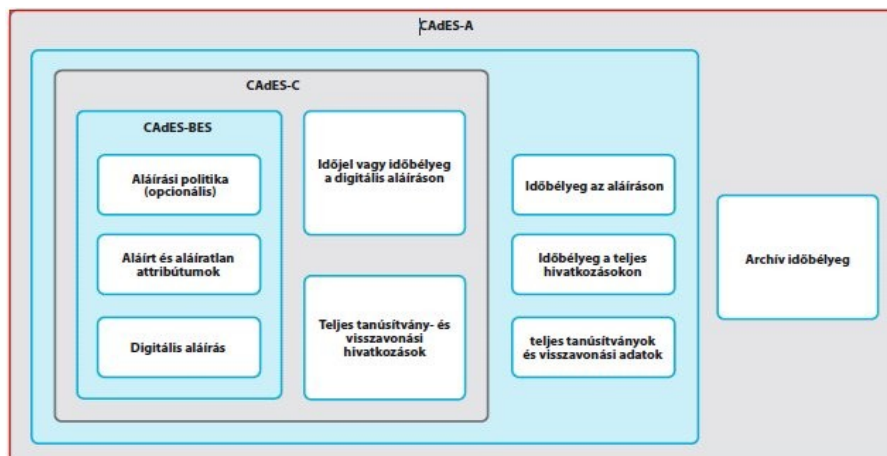 CAdES-A
CAdES-C
CAdES-BES
Aláírási politika
(opcionális)
Aláírt és aláíratlan
attribútumok
Digitális aláírás
Időjel vagy időbélyeg
a digitális aláíráson
Teljes tanúsítvány- és
visszavonási
hivatkozások
Időbélyeg az aláíráson
Időbélyeg a teljes
hivatkozásokon
teljes tanúsítványok
és visszavonási adatok
Archív időbélyeg